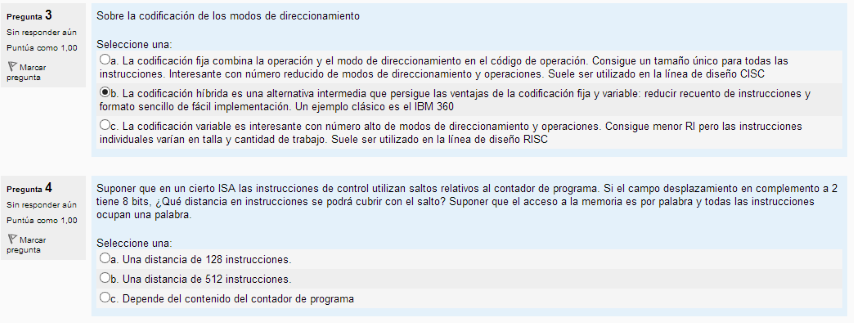 Pregunta 3
Sin responder aún
Puntúa como 1,00
Marcar
pregunta
Sobre la codificación de los modos de direccionamiento
Seleccione una:
a. La codificación fija combina la operación y el modo de direccionamiento en el código de operación. Consigue un tamaño único para todas las
instrucciones. Interesante con número reducido de modos de direccionamiento y operaciones. Suele ser utilizado en la línea de diseño CISC
b. La codificación híbrida es una alternativa intermedia que persigue las ventajas de la codificación fija y variable: reducir recuento de instrucciones y
formato sencillo de fácil implementación. Un ejemplo clásico es el IBM 360
c. La codificación variable es interesante con número alto de modos de direccionamiento y operaciones. Consigue menor RI pero las instrucciones
individuales varían en talla y cantidad de trabajo. Suele ser utilizado en la línea de diseño RISC
Pregunta 4
Sin responder aún
Puntúa como 1,00
Marcar
pregunta
Suponer que en un cierto ISA las instrucciones de control utilizan saltos relativos al contador de programa. Si el campo desplazamiento en complemento a 2
tiene 8 bits, ¿Qué distancia en instrucciones se podrá cubrir con el salto? Suponer que el acceso a la memoria es por palabra y todas las instrucciones
ocupan una palabra.
Seleccione una:
a. Una distancia de 128 instrucciones.
b. Una distancia de 512 instrucciones.
c. Depende del contenido del contador de programa